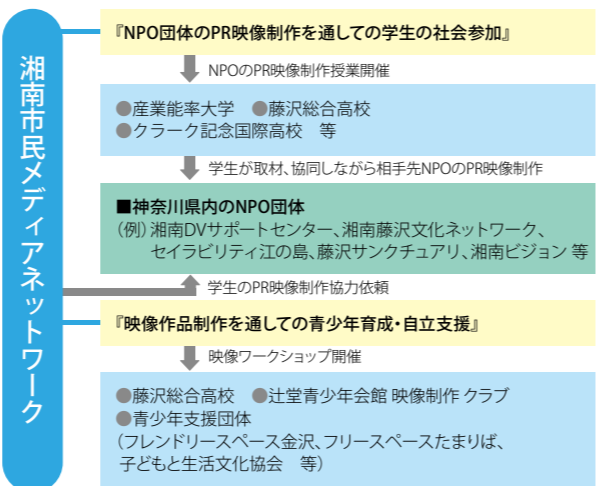 湘南市民メディアネットワーク
『NPO団体のPR映像制作を通しての学生の社会参加』
NPOのPR映像制作授業開催
●産業能率大学　●藤沢総合高校
●クラーク記念国際高校　等
学生が取材、協同しながら相手先NPOのPR映像制作
■神奈川県内のNPO団体
（例）湘南DVサポートセンター、湘南藤沢文化ネットワーク、
セイラビリティ江の島、藤沢サンクチュアリ、湘南ビジョン 等
学生のPR映像制作協力依頼
『映像作品制作を通しての青少年育成・自立支援』
映像ワークショップ開催
●藤沢総合高校　●辻堂青少年会館 映像制作 クラブ
●青少年支援団体
（フレンドリースペース金沢、フリースペースたまりば、
子どもと生活文化協会　等）